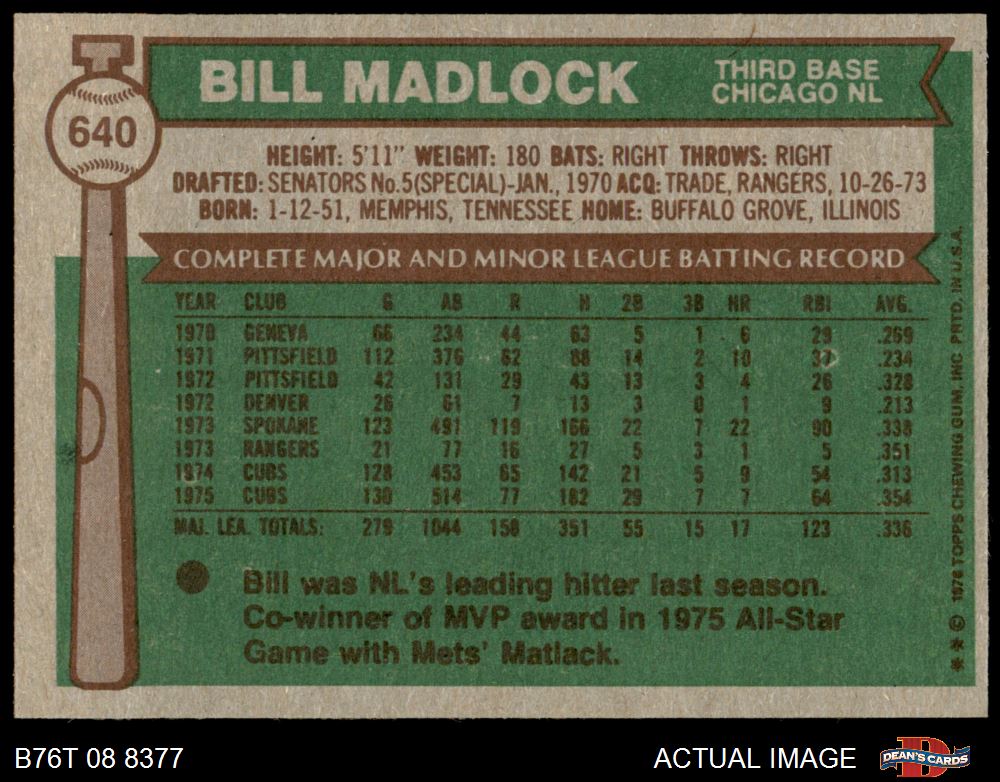 640
BILL MADLOCK
THIRD BASE
CHICAGO NL
HEIGHT: 5'11" WEIGHT: 180 BATS: RIGHT THROWS: RIGHT
DRAFTED: SENATORS No.5(SPECIAL)-JAN., 1970 ACQ: TRADE, RANGERS, 10-26-73
BORN: 1-12-51, MEMPHIS, TENNESSEE HOME: BUFFALO GROVE, ILLINOIS
COMPLETE MAJOR AND MINOR LEAGUE BATTING RECORD
YEAR CLUB G AB R H 2B 3B HR RBI AVG.
1970 GENEVA 66 234 44 63 5 1 6 29 .269
1971 PITTSFIELD 112 376 62 88 14 2 10 37 .234
1972 PITTSFIELD 42 131 29 43 13 3 4 26 .328
1972 DENVER 26 61 7 13 3 0 1 9 .213
1973 SPOKANE 123 491 119 166 22 7 22 90 .338
1973 RANGERS 21 77 16 27 5 3 1 5 .351
1974 CUBS 128 453 65 142 21 5 9 54 .313
1975 CUBS 130 514 77 182 29 7 7 64 .354
MAJ. LEA. TOTALS: 279 1044 158 351 55 15 17 123 .336
Bill was NL's leading hitter last season.
Co-winner of MVP award in 1975 All-Star
Game with Mets' Matlack.
** © 1976 TOPPS CHEWING GUM, INC. PRTD. IN U.S.A.
B76T 08 8377
ACTUAL IMAGE
D
DEAN'S CARDS